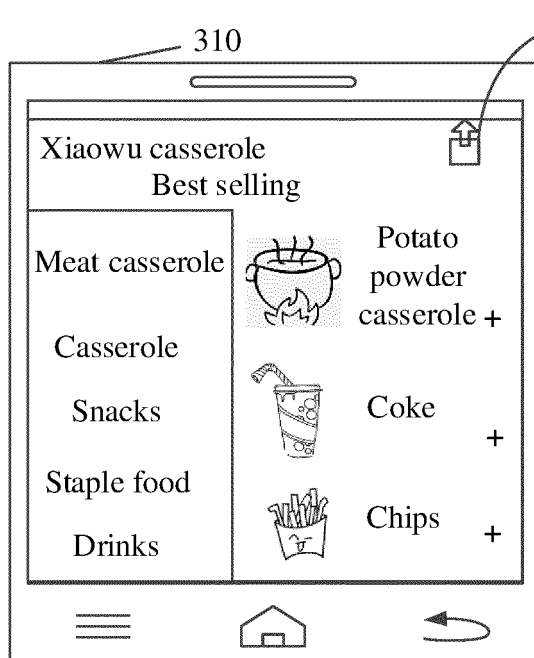 310
Xiaowu casserole
Best selling
Meat casserole
Casserole
Snacks
Staple food
Drinks
Potato
powder
casserole +
Coke
+
Chips
+